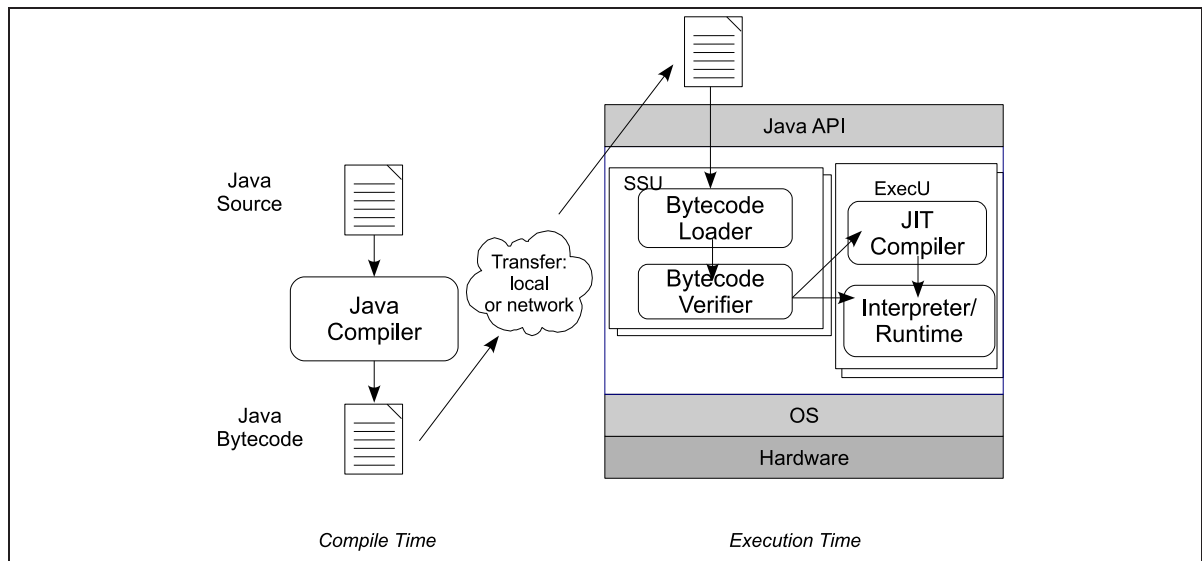 Java
Source
Java
Compiler
Java
Bytecode
Compile Time
Transfer:
local
or network
Java API
SSU
Bytecode
Loader
Bytecode
Verifier
ExecU
JIT
Compiler
Interpreter/
Runtime
OS
Hardware
Execution Time